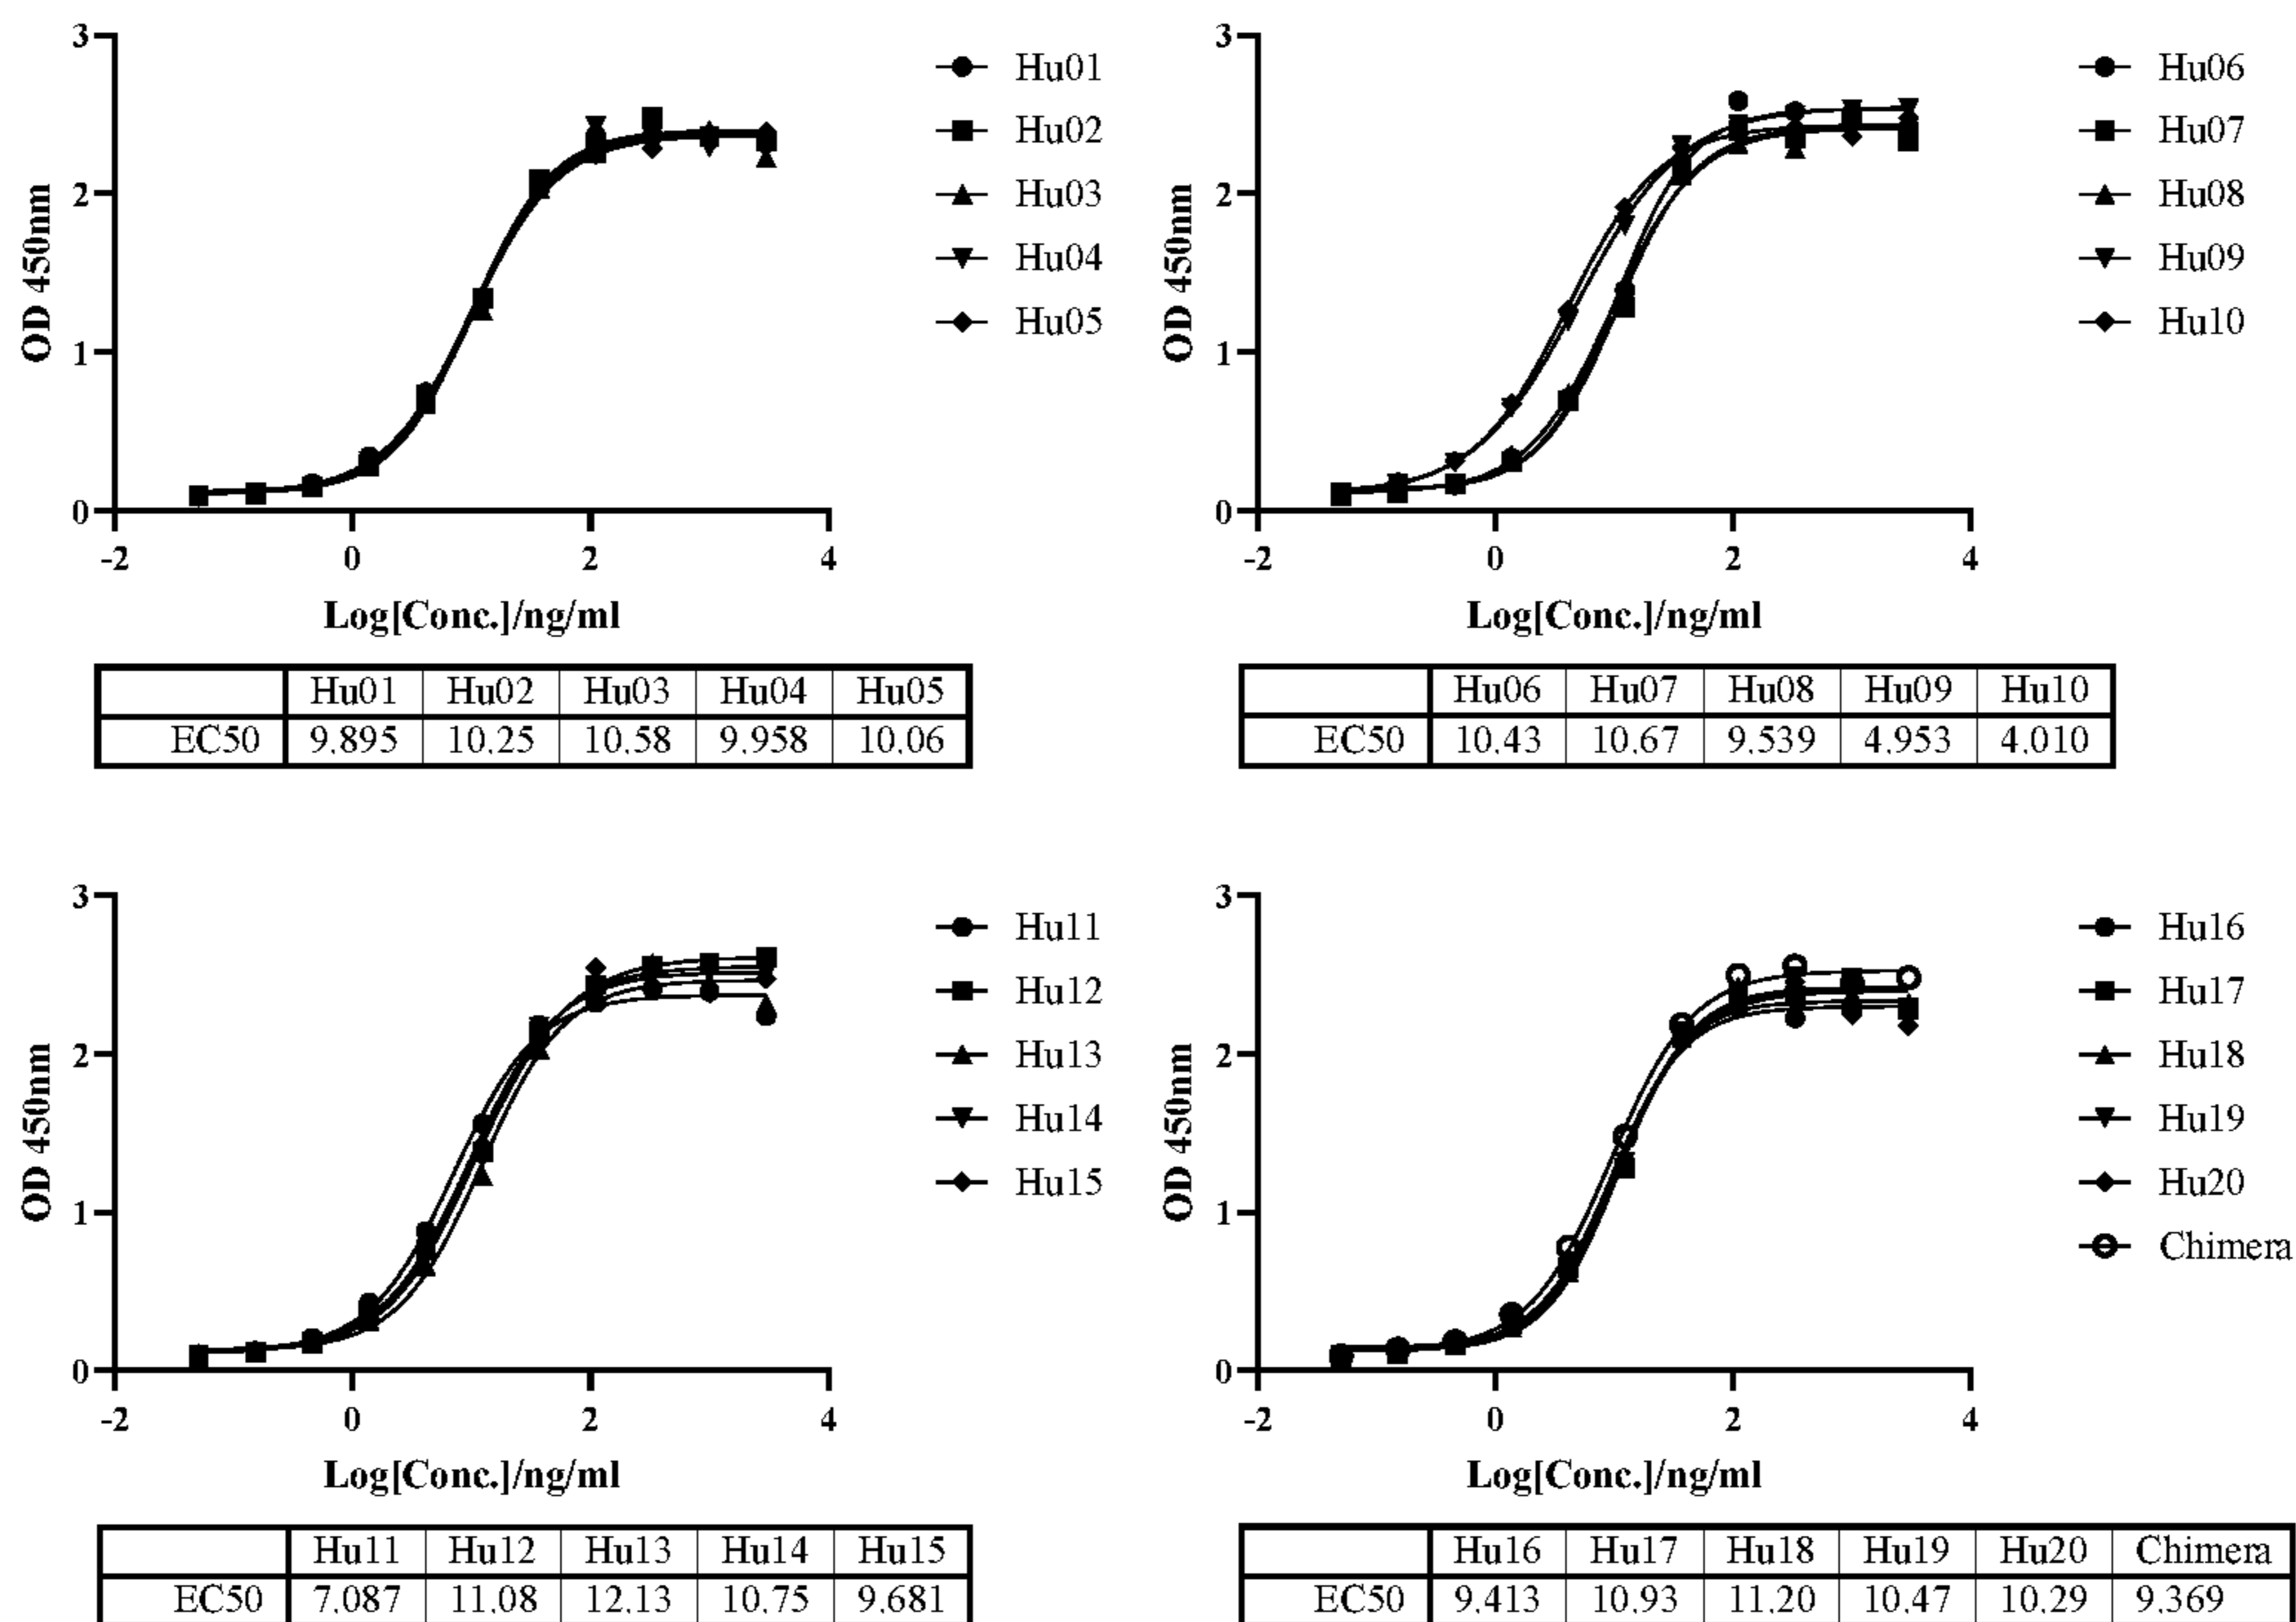 3
2
1
0
OD 450nm
-2 0 2 4
Log[Conc.]/ng/ml
Hu01
Hu02
Hu03
Hu04
Hu05
Hu01 Hu02 Hu03 Hu04 Hu05
EC50 9.895 10.25 10.58 9.958 10.06
3
2
1
0
OD 450nm
-2 0 2 4
Log[Conc.]/ng/ml
Hu06
Hu07
Hu08
Hu09
Hu10
Hu06 Hu07 Hu08 Hu09 Hu10
EC50 10.43 10.67 9.539 4.953 4.010
3
2
1
0
OD 450nm
-2 0 2 4
Log[Conc.]/ng/ml
Hu11
Hu12
Hu13
Hu14
Hu15
Hu11 Hu12 Hu13 Hu14 Hu15
EC50 7.087 11.08 12.13 10.75 9.681
3
2
1
0
OD 450nm
-2 0 2 4
Log[Conc.]/ng/ml
Hu16
Hu17
Hu18
Hu19
Hu20
Chimera
Hu16 Hu17 Hu18 Hu19 Hu20 Chimera
EC50 9.413 10.93 11.20 10.47 10.29 9.369